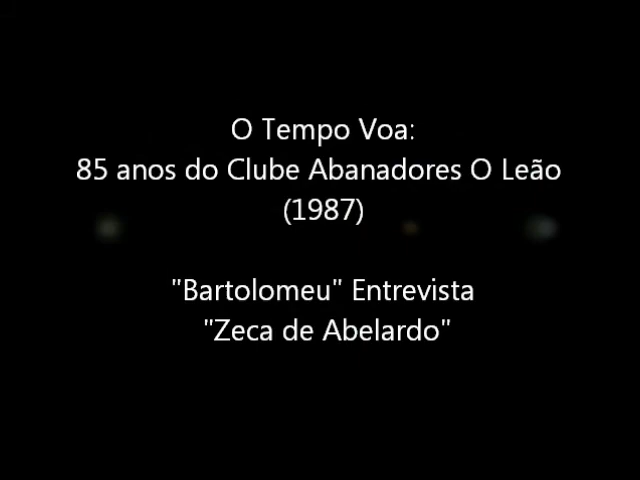 O Tempo Voa:
85 anos do Clube Abanadores O Leão
(1987)
"Bartolomeu" Entrevista
"Zeca de Abelardo"